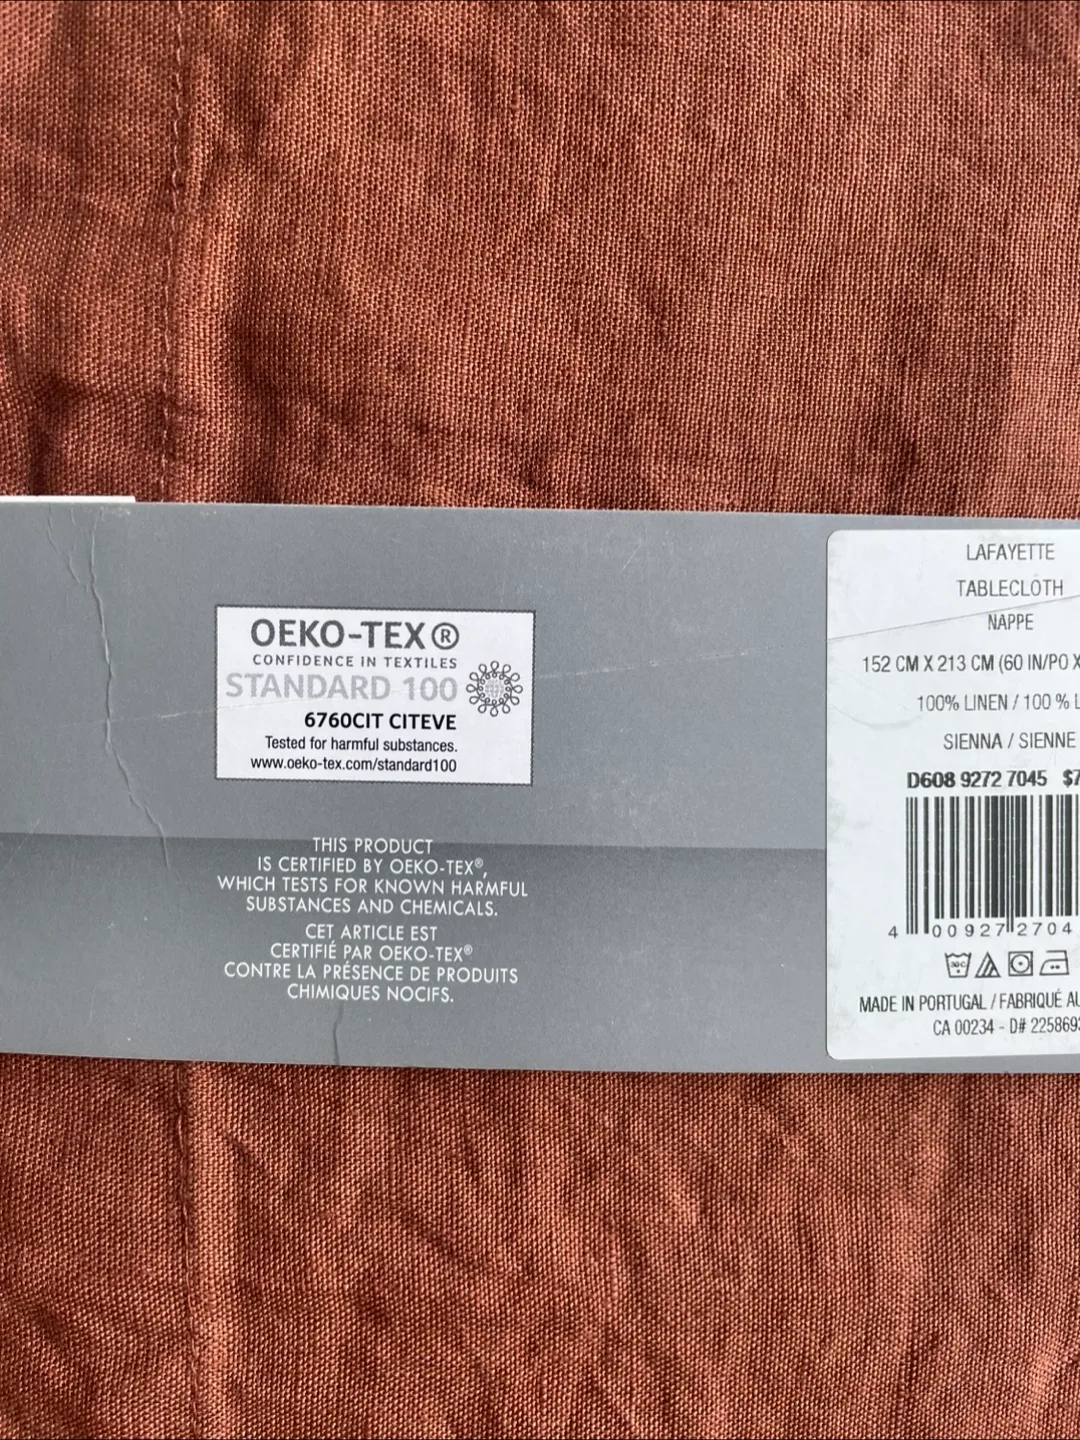 OEKO-TEX®
CONFIDENCE IN TEXTILES
STANDARD 100
6760CIT CITEVE
Tested for harmful substances.
www.oeko-tex.com/standard100
THIS PRODUCT
IS CERTIFIED BY OEKO-TEX®,
WHICH TESTS FOR KNOWN HARMFUL
SUBSTANCES AND CHEMICALS.
CET ARTICLE EST
CERTIFIÉ PAR OEKO-TEX®
CONTRE LA PRÉSENCE DE PRODUITS
CHIMIQUES NOCIFS.
LAFAYETTE
TABLECLOTH
NAPPE
152 CM X 213 CM (60 IN/PO X
100% LINEN / 100 % L
SIENNA / SIENNE
D608 9272 7045 $7
4 00927 2704
MADE IN PORTUGAL / FABRIQUÉ AU
CA 00234 - D# 2258693